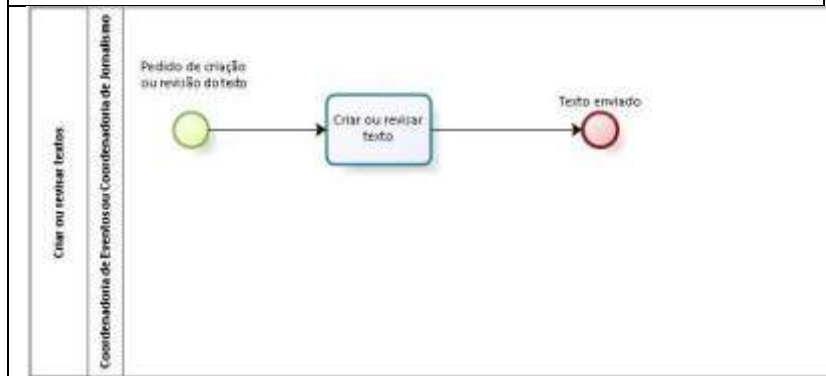 Criar ou revisar textos
Coordenadoria de Eventos ou Coordenadoria de Jornalismo
Pedido de criação
ou revisão do texto
Criar ou revisar
texto
Texto enviado